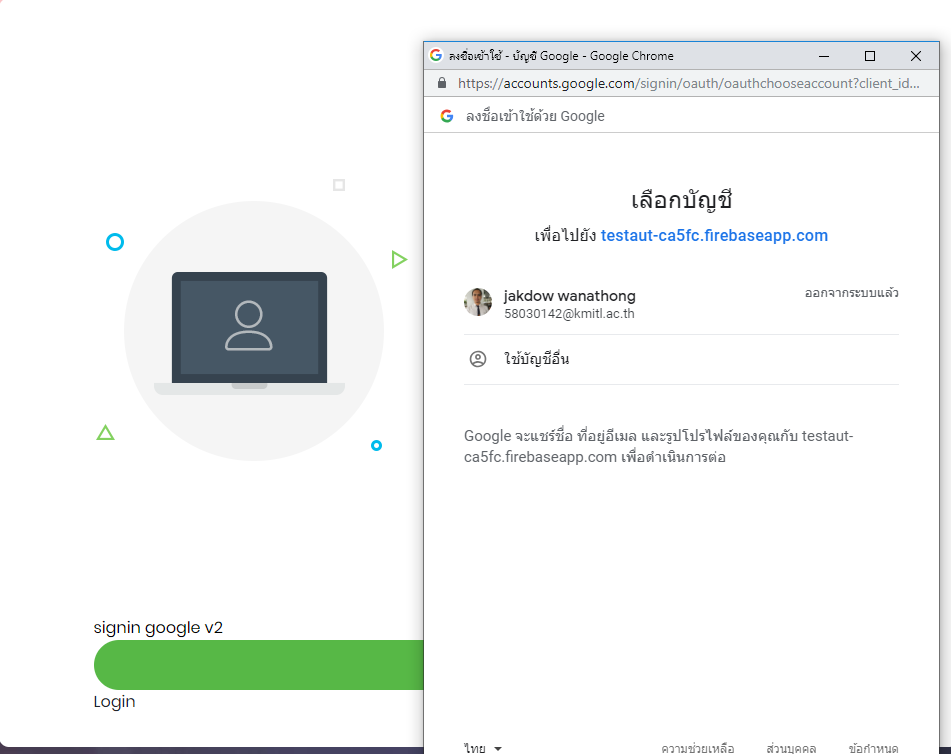 ลงชื่อเข้าใช้ - บัญชี Google - Google Chrome
https://accounts.google.com/signin/oauth/oauthchooseaccount?client_id...
ลงชื่อเข้าใช้ด้วย Google
เลือกบัญชี
เพื่อไปยัง testaut-ca5fc.firebaseapp.com
jakdow wanathong
ออกจากระบบแล้ว
58030142@kmitl.ac.th
ใช้บัญชีอื่น
Google จะแชร์ชื่อ ที่อยู่อีเมล และรูปโปรไฟล์ของคุณกับ testaut-
ca5fc.firebaseapp.com เพื่อดำเนินการต่อ
signin google v2
Login
ไทย
ความช่วยเหลือ
ส่วนบุคคล
ข้อกำหนด